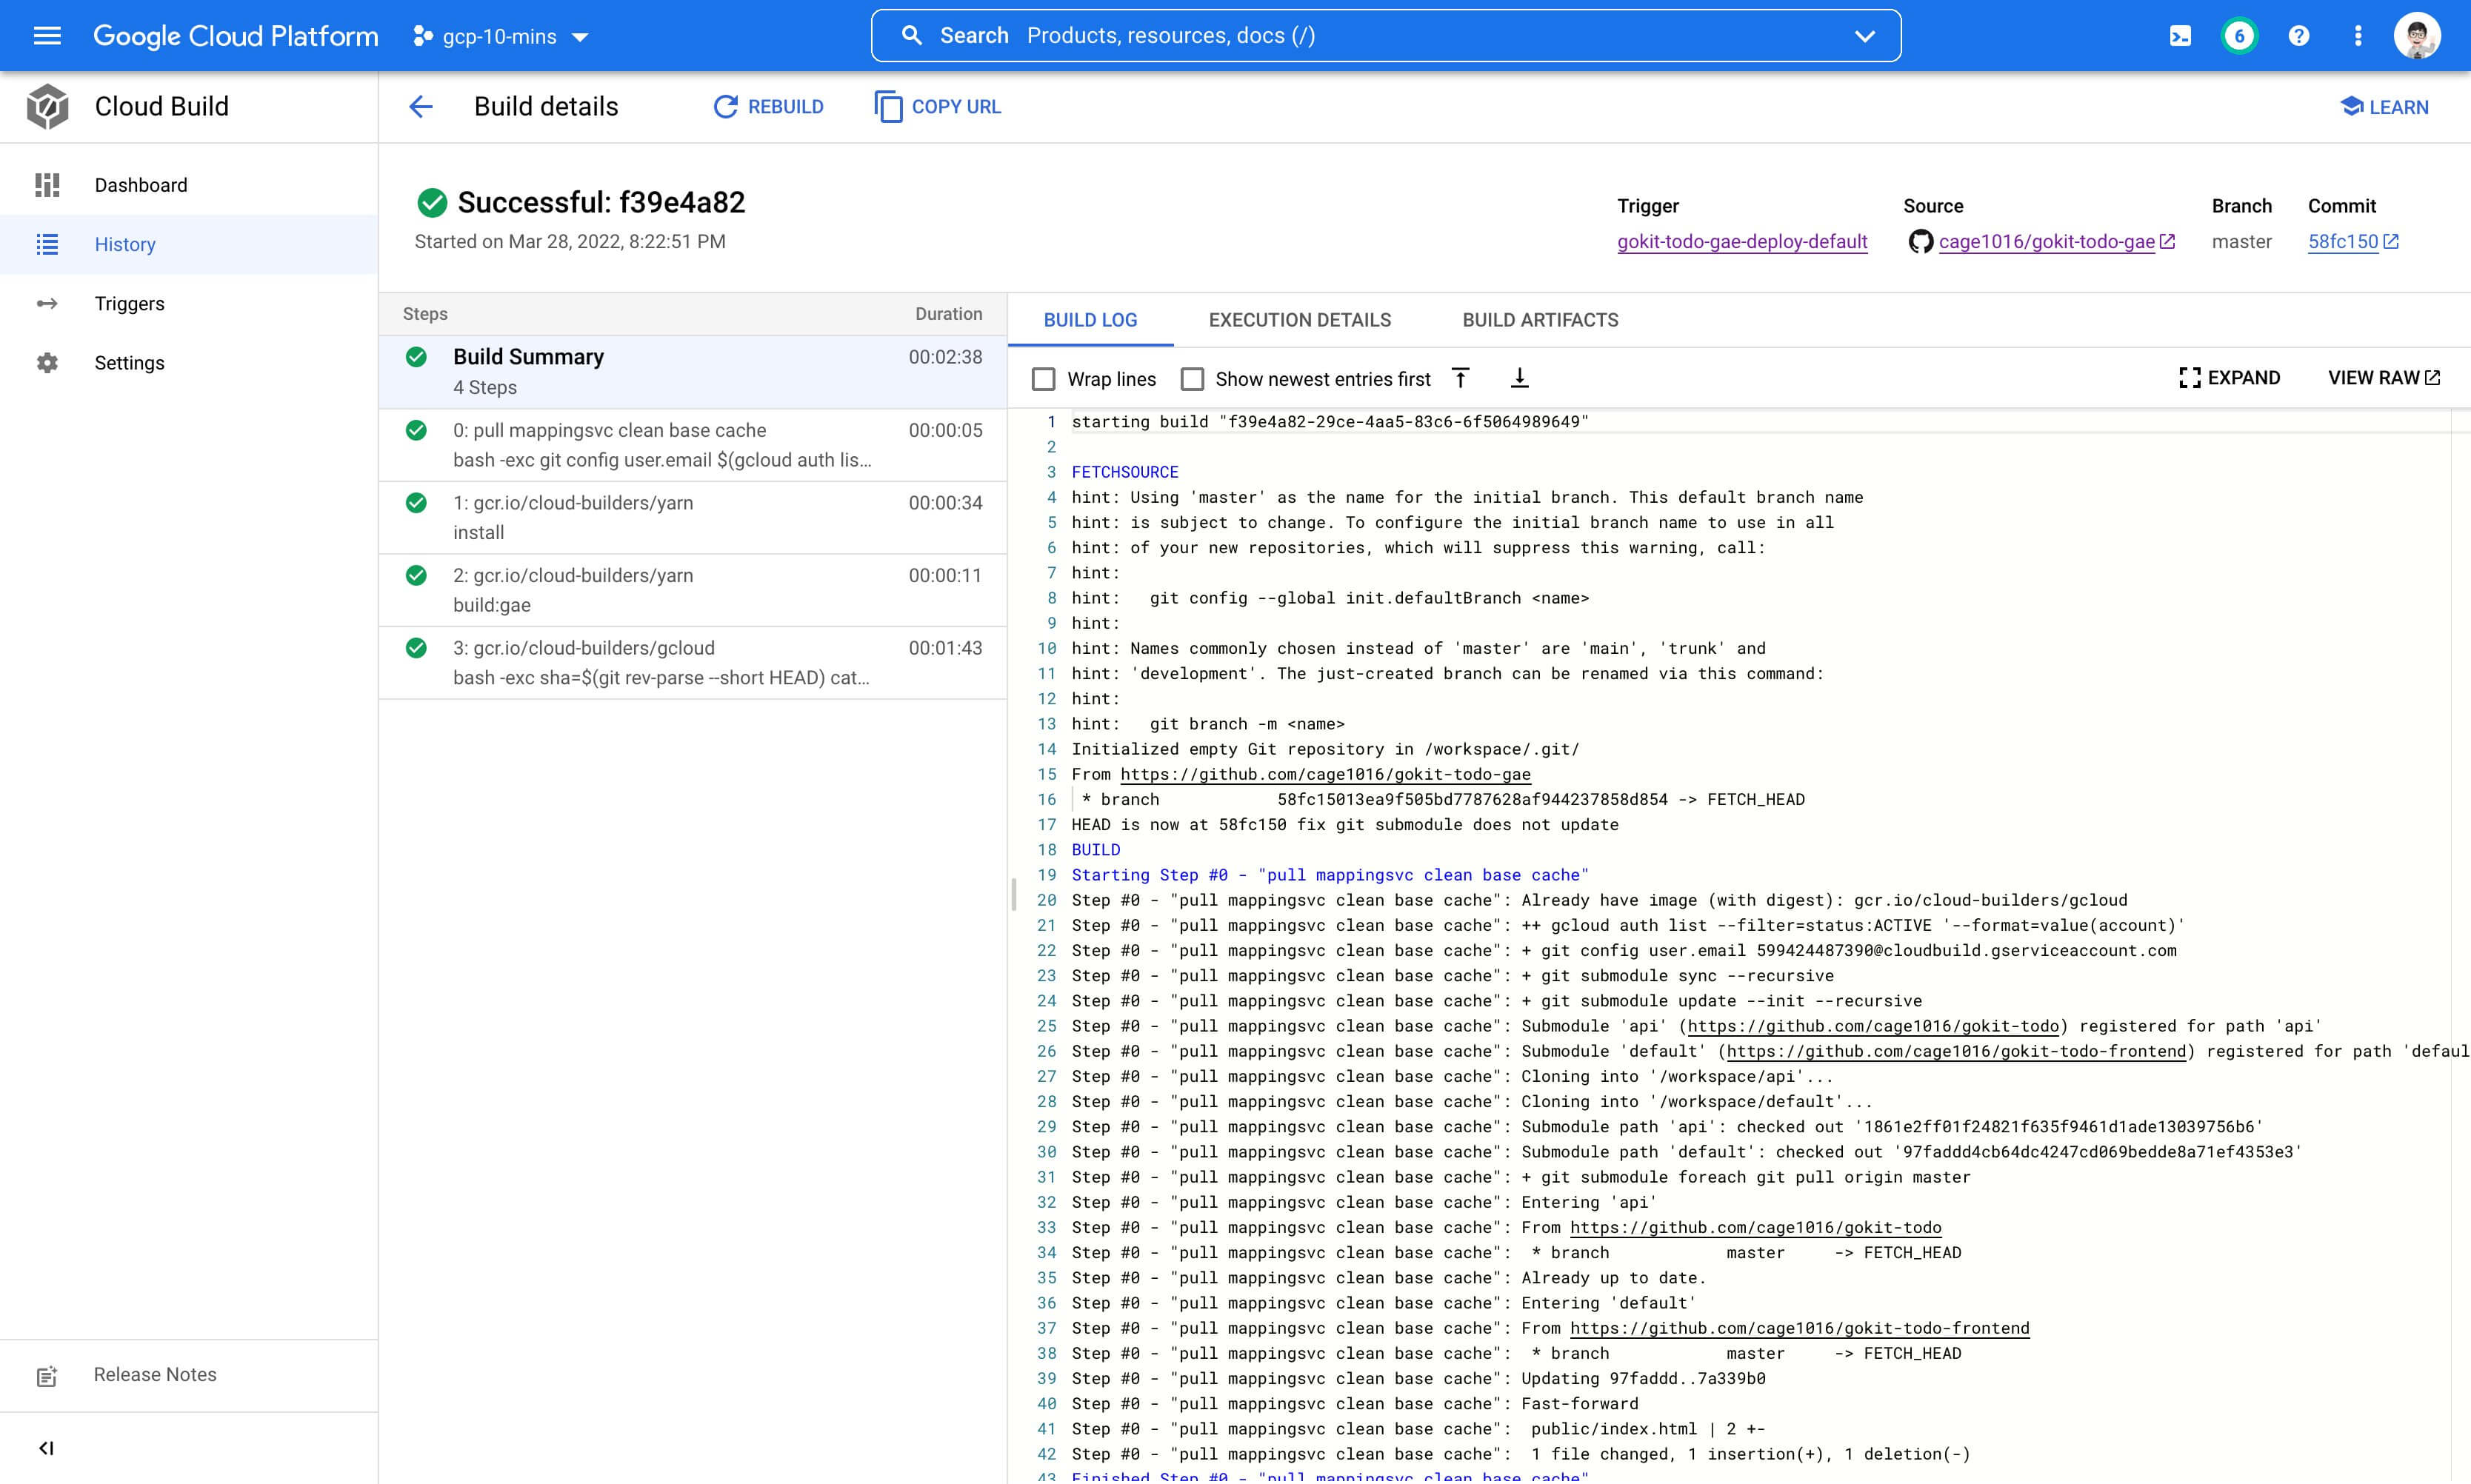 Google Cloud Platform
gcp-10-mins
Search Products, resources, docs (/)
6
Cloud Build
Build details
REBUILD
COPY URL
LEARN
Dashboard
History
Triggers
Settings
Release Notes
Successful: f39e4a82
Started on Mar 28, 2022, 8:22:51 PM
Trigger
gokit-todo-gae-deploy-default
Source
cage1016/gokit-todo-gae
Branch
master
Commit
58fc150
Steps Duration
Build Summary 00:02:38
4 Steps
0: pull mappingsvc clean base cache 00:00:05
bash -exc git config user.email $(gcloud auth lis...
1: gcr.io/cloud-builders/yarn 00:00:34
install
2: gcr.io/cloud-builders/yarn 00:00:11
build:gae
3: gcr.io/cloud-builders/gcloud 00:01:43
bash -exc sha=$(git rev-parse --short HEAD) cat...
BUILD LOG EXECUTION DETAILS BUILD ARTIFACTS
Wrap lines Show newest entries first EXPAND VIEW RAW
1 starting build "f39e4a82-29ce-4aa5-83c6-6f5064989649"
2
3 FETCHSOURCE
4 hint: Using 'master' as the name for the initial branch. This default branch name
5 hint: is subject to change. To configure the initial branch name to use in all
6 hint: of your new repositories, which will suppress this warning, call:
7 hint:
8 hint:   git config --global init.defaultBranch <name>
9 hint:
10 hint: Names commonly chosen instead of 'master' are 'main', 'trunk' and
11 hint: 'development'. The just-created branch can be renamed via this command:
12 hint:
13 hint:   git branch -m <name>
14 Initialized empty Git repository in /workspace/.git/
15 From https://github.com/cage1016/gokit-todo-gae
16  * branch            58fc15013ea9f505bd7787628af944237858d854 -> FETCH_HEAD
17 HEAD is now at 58fc150 fix git submodule does not update
18 BUILD
19 Starting Step #0 - "pull mappingsvc clean base cache"
20 Step #0 - "pull mappingsvc clean base cache": Already have image (with digest): gcr.io/cloud-builders/gcloud
21 Step #0 - "pull mappingsvc clean base cache": ++ gcloud auth list --filter=status:ACTIVE '--format=value(account)'
22 Step #0 - "pull mappingsvc clean base cache": + git config user.email 599424487390@cloudbuild.gserviceaccount.com
23 Step #0 - "pull mappingsvc clean base cache": + git submodule sync --recursive
24 Step #0 - "pull mappingsvc clean base cache": + git submodule update --init --recursive
25 Step #0 - "pull mappingsvc clean base cache": Submodule 'api' (https://github.com/cage1016/gokit-todo) registered for path 'api'
26 Step #0 - "pull mappingsvc clean base cache": Submodule 'default' (https://github.com/cage1016/gokit-todo-frontend) registered for path 'defaul
27 Step #0 - "pull mappingsvc clean base cache": Cloning into '/workspace/api'...
28 Step #0 - "pull mappingsvc clean base cache": Cloning into '/workspace/default'...
29 Step #0 - "pull mappingsvc clean base cache": Submodule path 'api': checked out '1861e2ff01f24821f635f9461d1ade13039756b6'
30 Step #0 - "pull mappingsvc clean base cache": Submodule path 'default': checked out '97faddd4cb64dc4247cd069bedde8a71ef4353e3'
31 Step #0 - "pull mappingsvc clean base cache": + git submodule foreach git pull origin master
32 Step #0 - "pull mappingsvc clean base cache": Entering 'api'
33 Step #0 - "pull mappingsvc clean base cache": From https://github.com/cage1016/gokit-todo
34 Step #0 - "pull mappingsvc clean base cache":  * branch            master     -> FETCH_HEAD
35 Step #0 - "pull mappingsvc clean base cache": Already up to date.
36 Step #0 - "pull mappingsvc clean base cache": Entering 'default'
37 Step #0 - "pull mappingsvc clean base cache": From https://github.com/cage1016/gokit-todo-frontend
38 Step #0 - "pull mappingsvc clean base cache":  * branch            master     -> FETCH_HEAD
39 Step #0 - "pull mappingsvc clean base cache": Updating 97faddd..7a339b0
40 Step #0 - "pull mappingsvc clean base cache": Fast-forward
41 Step #0 - "pull mappingsvc clean base cache":  public/index.html | 2 +-
42 Step #0 - "pull mappingsvc clean base cache":  1 file changed, 1 insertion(+), 1 deletion(-)
43 Finished Step #0 - "pull mappingsvc clean base cache"